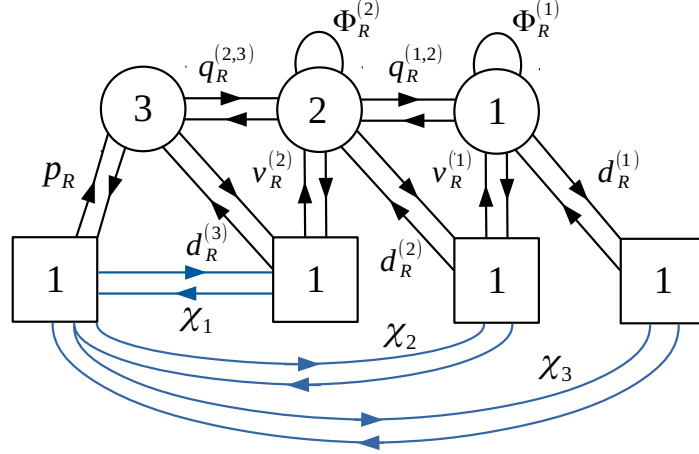 Φ_R^(2) Φ_R^(1)
q_R^(2,3) q_R^(1,2)
3 2 1
p_R v_R^(2) v_R^(1) d_R^(1)
d_R^(3) d_R^(2)
1 1 1 1
χ_1 χ_2 χ_3